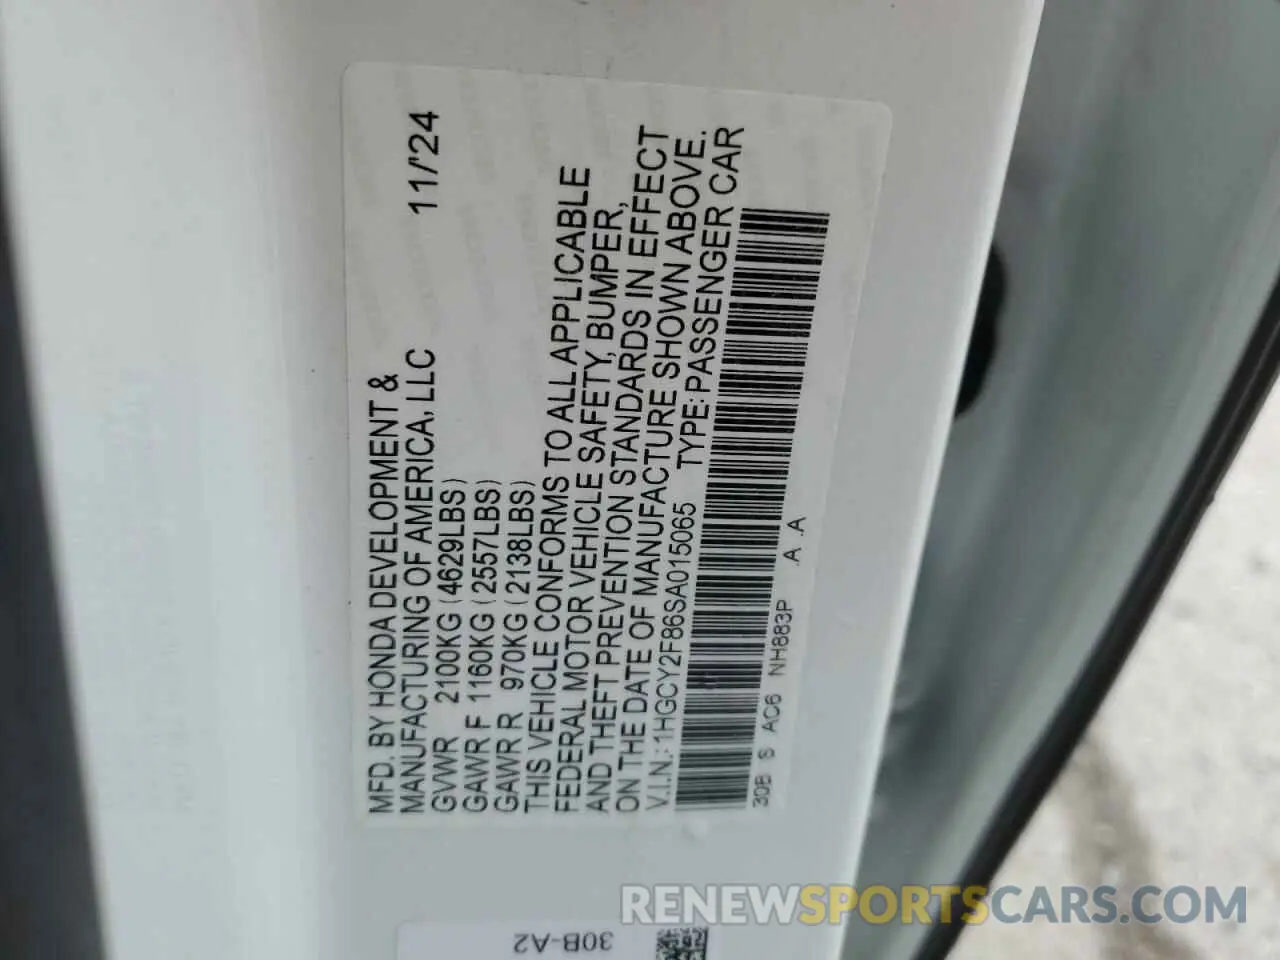 MFD. BY HONDA DEVELOPMENT &
MANUFACTURING OF AMERICA, LLC 11/'24
GVWR 2100KG (4629LBS)
GAWR F 1160KG (2557LBS)
GAWR R 970KG (2138LBS)
THIS VEHICLE CONFORMS TO ALL APPLICABLE
FEDERAL MOTOR VEHICLE SAFETY, BUMPER,
AND THEFT PREVENTION STANDARDS IN EFFECT
ON THE DATE OF MANUFACTURE SHOWN ABOVE.
V.I.N.: 1HGCY2F86SA015065 TYPE: PASSENGER CAR
30B S AC6 NH883P A .A
30B-A2
RENEWSPORTSCARS.COM